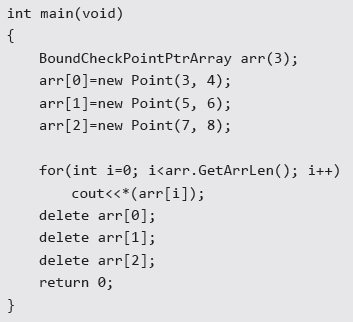 int main(void)
{
    BoundCheckPointPtrArray arr(3);
    arr[0]=new Point(3, 4);
    arr[1]=new Point(5, 6);
    arr[2]=new Point(7, 8);

    for(int i=0; i<arr.GetArrLen(); i++)
        cout<<*(arr[i]);
    delete arr[0];
    delete arr[1];
    delete arr[2];
    return 0;
}